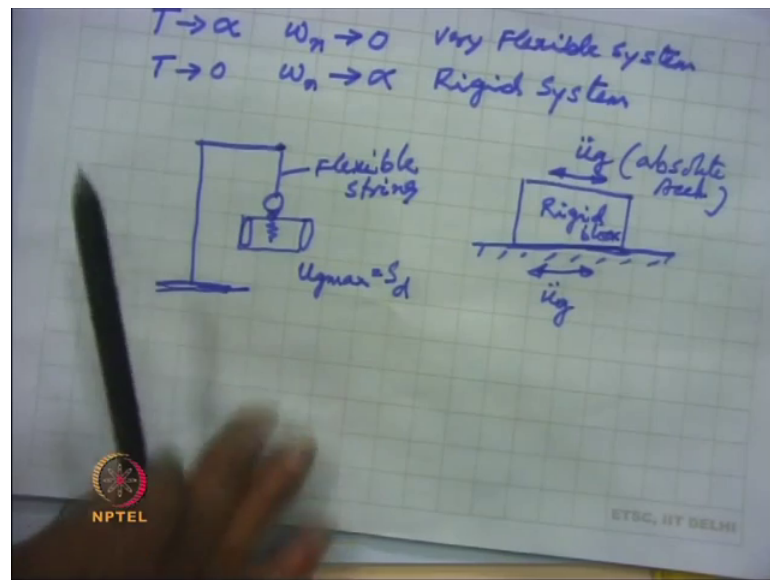 T → α ωn → 0 Very Flexible System
T → 0 ωn → α Rigid System
Flexible
string
üg (absolute
Accⁿ)
Rigid
block
ugmax = Sd
üg
NPTEL
ETSC, IIT DELHI